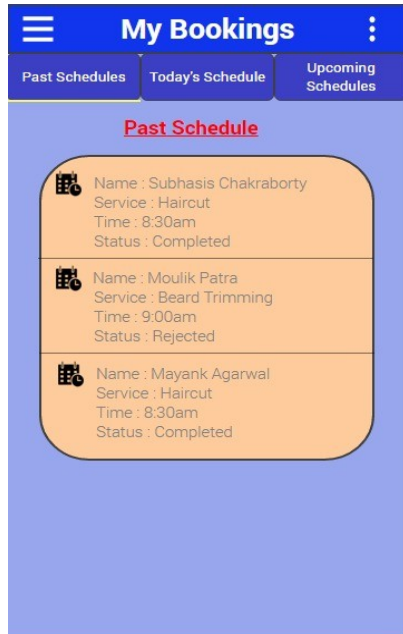 My Bookings
Past Schedules
Today's Schedule
Upcoming
Schedules
Past Schedule
Name : Subhasis Chakraborty
Service : Haircut
Time : 8:30am
Status : Completed
Name : Moulik Patra
Service : Beard Trimming
Time : 9:00am
Status : Rejected
Name : Mayank Agarwal
Service : Haircut
Time : 8:30am
Status : Completed